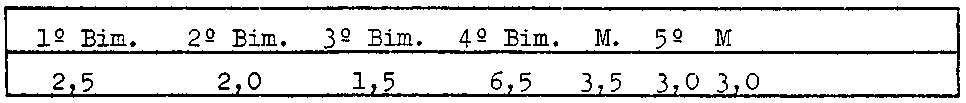 1º Bim. 2º Bim. 3º Bim. 4º Bim. M. 5º M
2,5 2,0 1,5 6,5 3,5 3,0 3,0